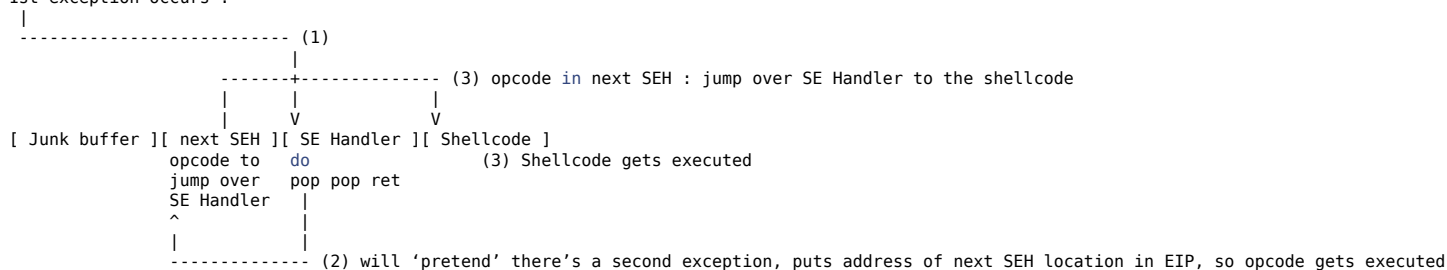 1st exception occurs :
(1)
(3) opcode in next SEH : jump over SE Handler to the shellcode
[ Junk buffer ][ next SEH ][ SE Handler ][ Shellcode ]
opcode to do (3) Shellcode gets executed
jump over pop pop ret
SE Handler
(2) will ‘pretend’ there’s a second exception, puts address of next SEH location in EIP, so opcode gets executed